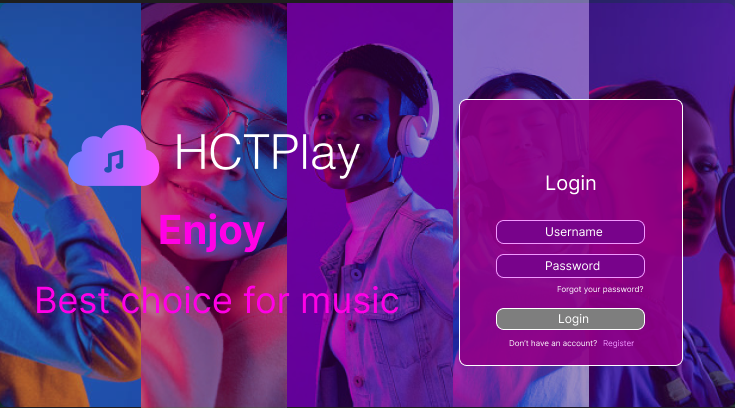 HCTPlay
Enjoy
Best choice for music
Login
Username
Password
Forgot your password?
Login
Don't have an account? Register